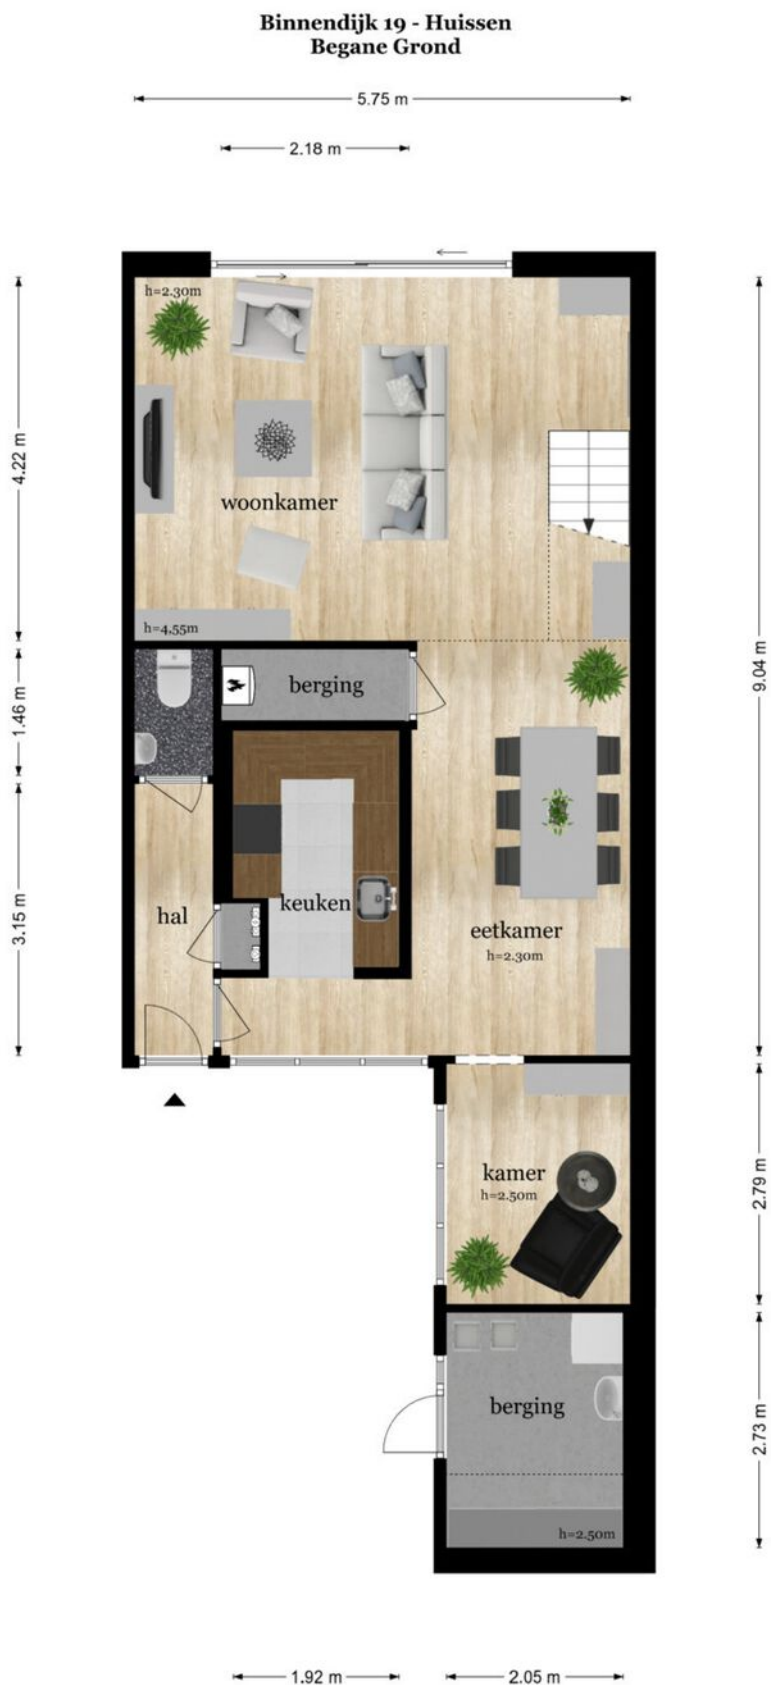 Binnendijk 19 - Huissen
Begane Grond
5.75 m
2.18 m
h=2.30m
4.22 m
woonkamer
h=4,55m
9.04 m
1.46 m
berging
3.15 m
hal
keuken
eetkamer
h=2.30m
kamer
h=2.50m
2.79 m
berging
2.73 m
h=2.50m
1.92 m
2.05 m